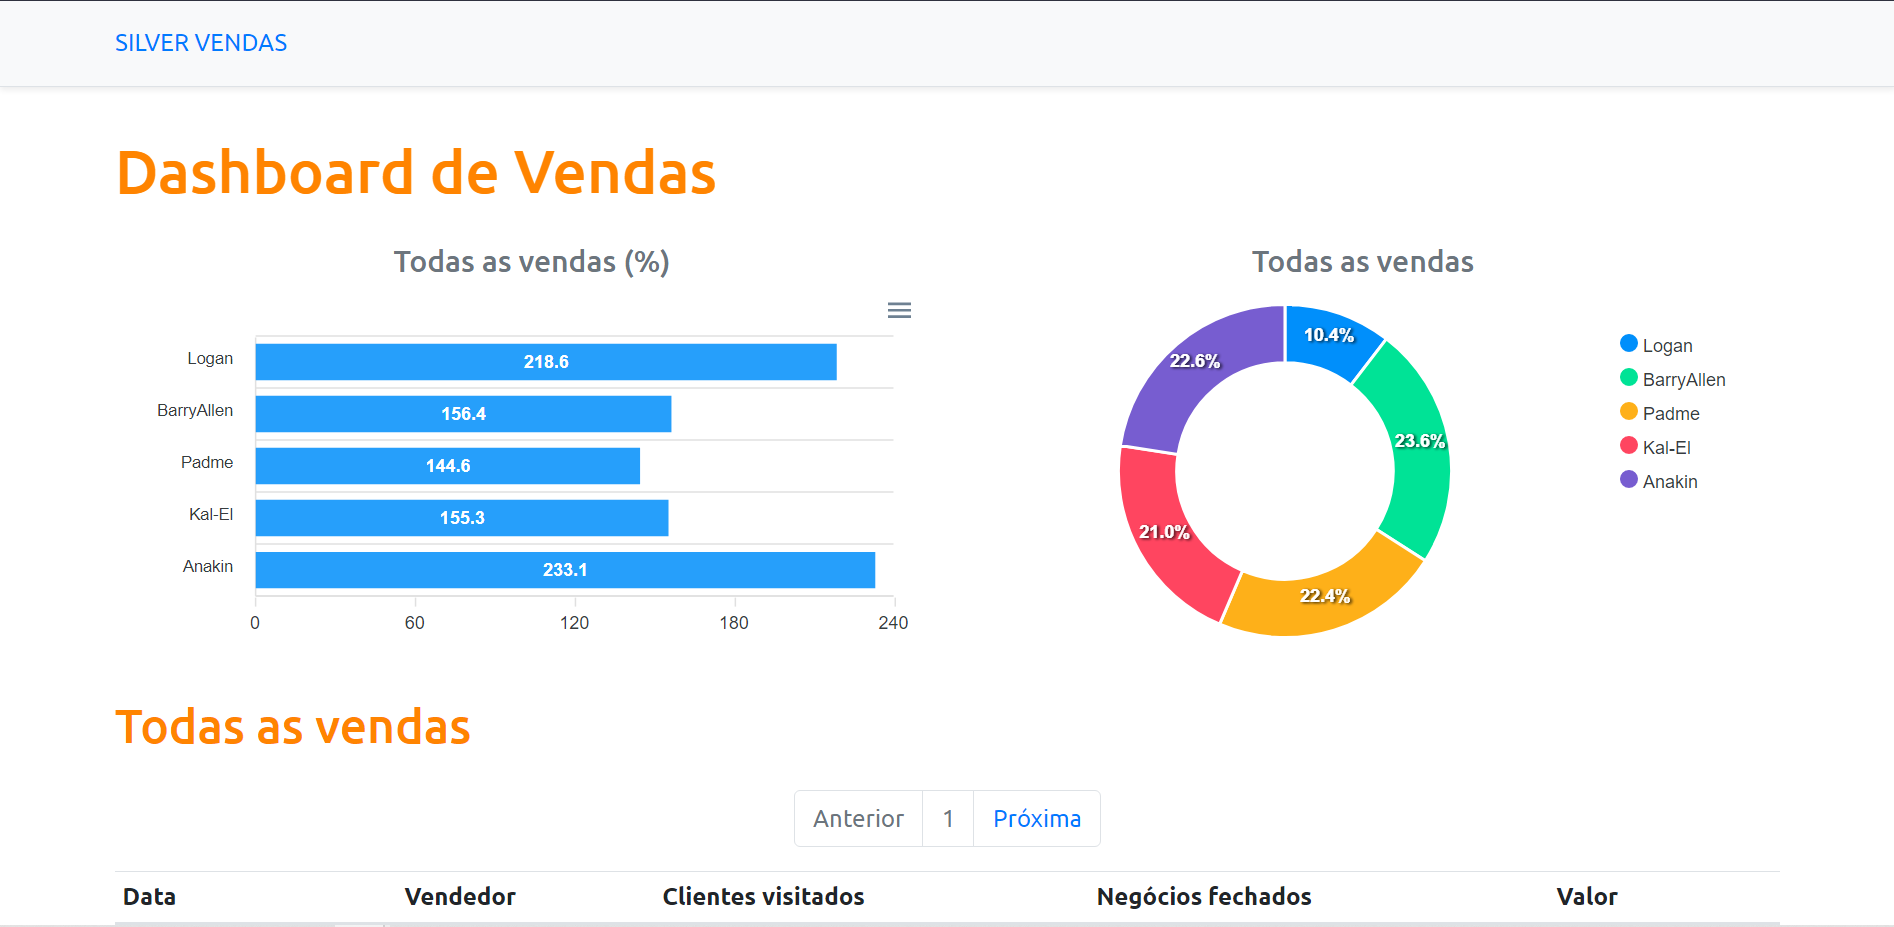 SILVER VENDAS
Dashboard de Vendas
Todas as vendas (%)
Logan 218.6
BarryAllen 156.4
Padme 144.6
Kal-El 155.3
Anakin 233.1
0 60 120 180 240
Todas as vendas
10.4%
23.6%
22.4%
21.0%
22.6%
Logan
BarryAllen
Padme
Kal-El
Anakin
Todas as vendas
Anterior 1 Próxima
Data Vendedor Clientes visitados Negócios fechados Valor